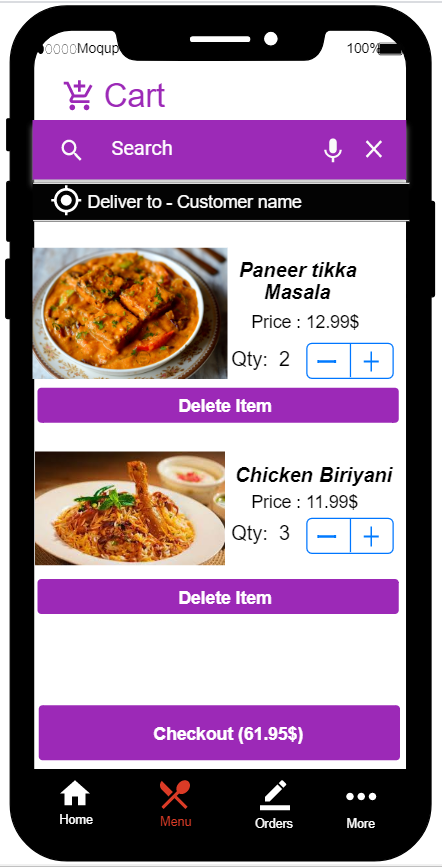 Moqup
100%
Cart
Search
Deliver to - Customer name
Paneer tikka
Masala
Price : 12.99$
Qty: 2
Delete Item
Chicken Biriyani
Price : 11.99$
Qty: 3
Delete Item
Checkout (61.95$)
Home
Menu
Orders
More